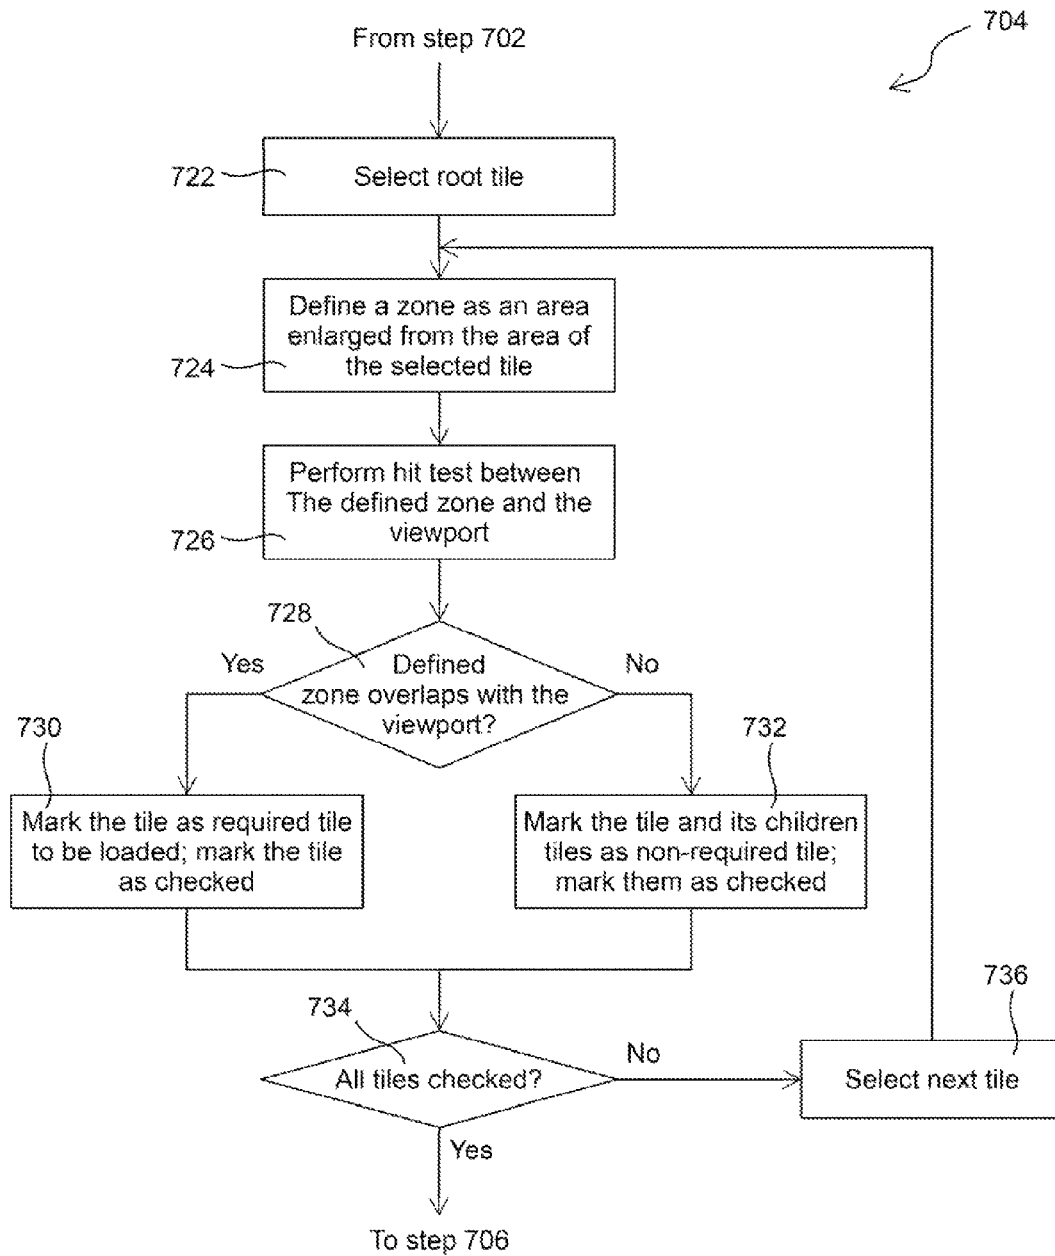 704
From step 702
722
Select root tile
Define a zone as an area
enlarged from the area of
the selected tile
724
Perform hit test between
The defined zone and the
viewport
726
728
Yes
Defined
zone overlaps with the
viewport?
No
730
732
Mark the tile as required tile
to be loaded; mark the tile
as checked
Mark the tile and its children
tiles as non-required tile;
mark them as checked
734
All tiles checked?
No
736
Select next tile
Yes
To step 706